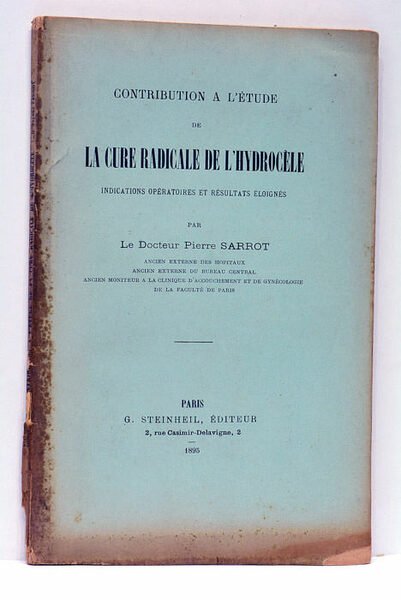 CONTRIBUTION A L'ÉTUDE
DE
LA CURE RADICALE DE L'HYDROCÈLE
INDICATIONS OPÉRATOIRES ET RÉSULTATS ÉLOIGNÉS
PAR
Le Docteur Pierre SARROT
ANCIEN EXTERNE DES HOPITAUX
ANCIEN EXTERNE DU BUREAU CENTRAL
ANCIEN MONITEUR A LA CLINIQUE D'ACCOUCHEMENT ET DE GYNÉCOLOGIE
DE LA FACULTÉ DE PARIS
PARIS
G. STEINHEIL, ÉDITEUR
2, rue Casimir-Delavigne, 2
1895